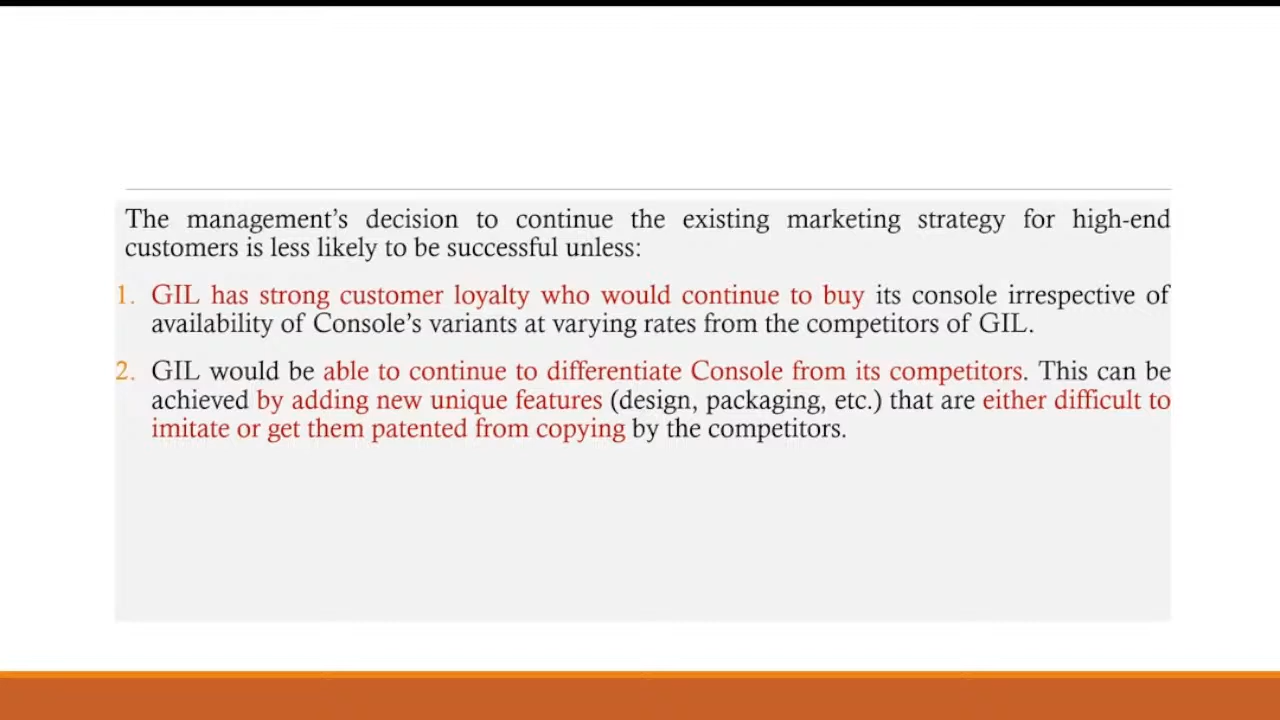 The management’s decision to continue the existing marketing strategy for high-end
customers is less likely to be successful unless:
1. GIL has strong customer loyalty who would continue to buy its console irrespective of
availability of Console’s variants at varying rates from the competitors of GIL.
2. GIL would be able to continue to differentiate Console from its competitors. This can be
achieved by adding new unique features (design, packaging, etc.) that are either difficult to
imitate or get them patented from copying by the competitors.